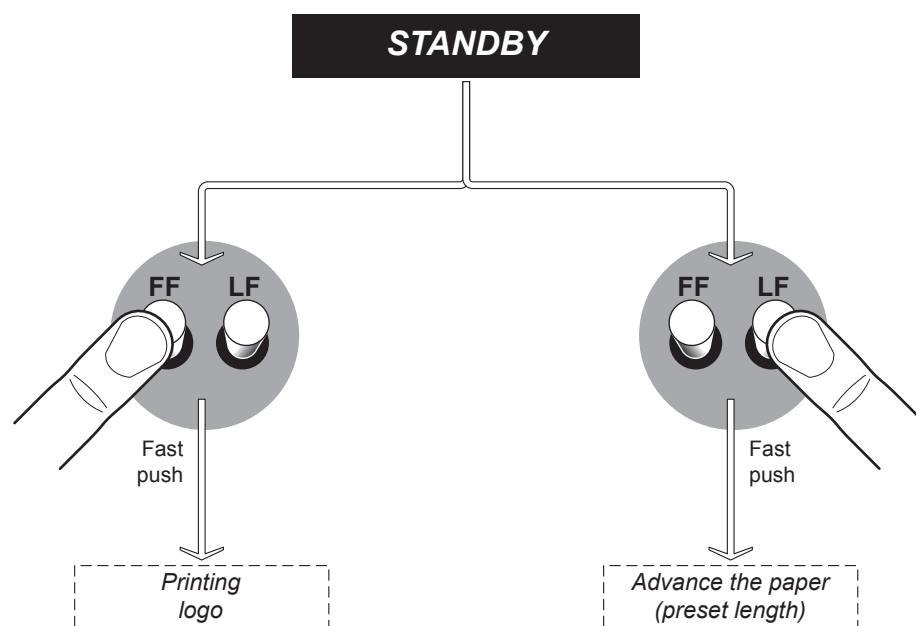 STANDBY
FF LF
FF LF
Fast
push
Fast
push
Printing
logo
Advance the paper
(preset length)